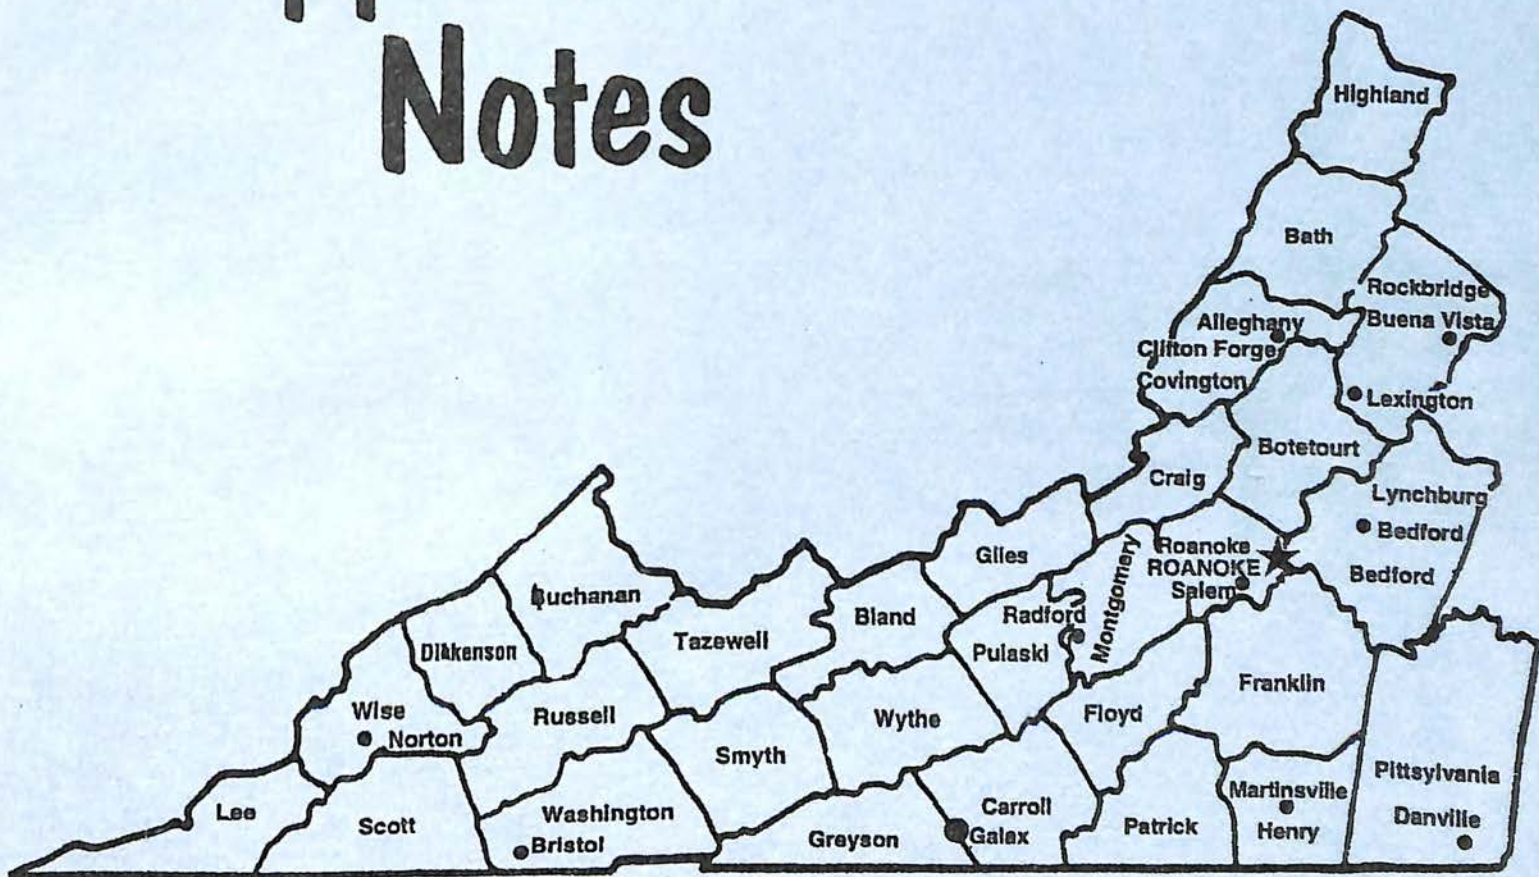 Notes
Highland
Bath
Rockbridge
Alleghany
Buena Vista
Clifton Forge
Covington
Lexington
Botetourt
Craig
Lynchburg
Bedford
Roanoke
ROANOKE
Salem
Bedford
Giles
Montgomery
Radford
Pulaski
Buchanan
Bland
Tazewell
Dikkenson
Franklin
Floyd
Wise
Norton
Russell
Wythe
Smyth
Pittsylvania
Danville
Martinsville
Henry
Lee
Scott
Washington
Bristol
Greyson
Carroll
Galax
Patrick